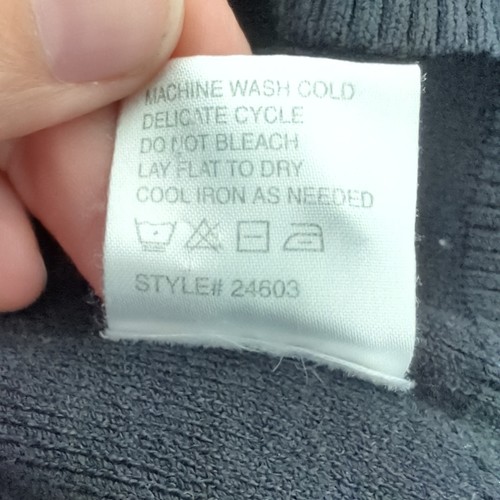 MACHINE WASH COLD
DELICATE CYCLE
DO NOT BLEACH
LAY FLAT TO DRY
COOL IRON AS NEEDED
STYLE# 24603